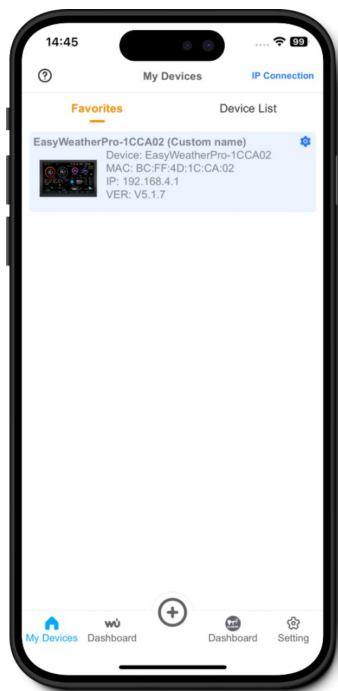 14:45
99
My Devices
IP Connection
Favorites
Device List
EasyWeatherPro-1CCA02 (Custom name)
Device: EasyWeatherPro-1CCA02
MAC: BC:FF:4D:1C:CA:02
IP: 192.168.4.1
VER: V5.1.7
My Devices
wu
Dashboard
Dashboard
Setting